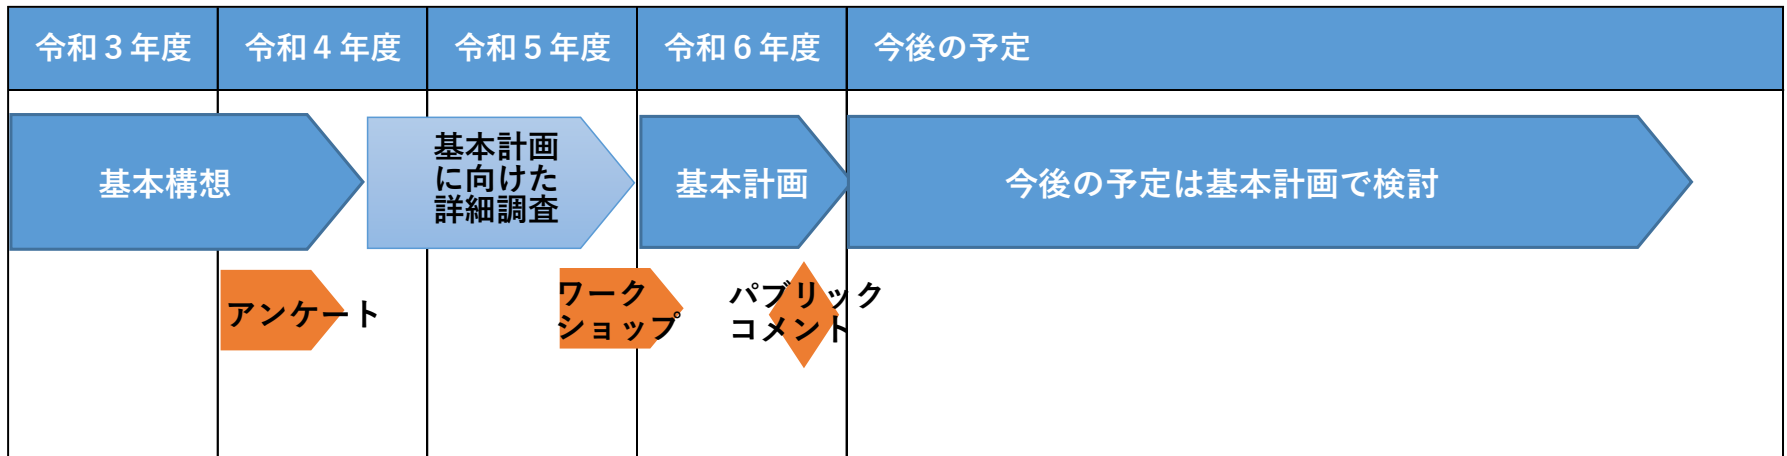 令和３年度
令和４年度
令和５年度
令和６年度
今後の予定
基本構想
基本計画
に向けた
詳細調査
基本計画
今後の予定は基本計画で検討
アンケート
ワーク
ショップ
パブリック
コメント